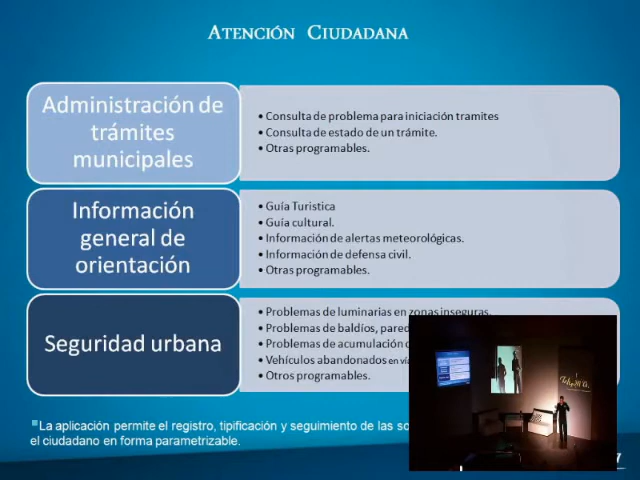 Atención Ciudadana
Administración de
trámites
municipales
• Consulta de problema para iniciación tramites
• Consulta de estado de un trámite.
• Otras programables.
Información
general de
orientación
• Guía Turistica
• Guía cultural.
• Información de alertas meteorológicas.
• Información de defensa civil.
• Otras programables.
Seguridad urbana
• Problemas de luminarias en zonas inseguras.
• Problemas de baldíos,
• Problemas de acumulación
• Vehículos abandonados en
• Otros programables.
La aplicación permite el registro, tipificación y seguimiento de las
el ciudadano en forma parametrizable.
7